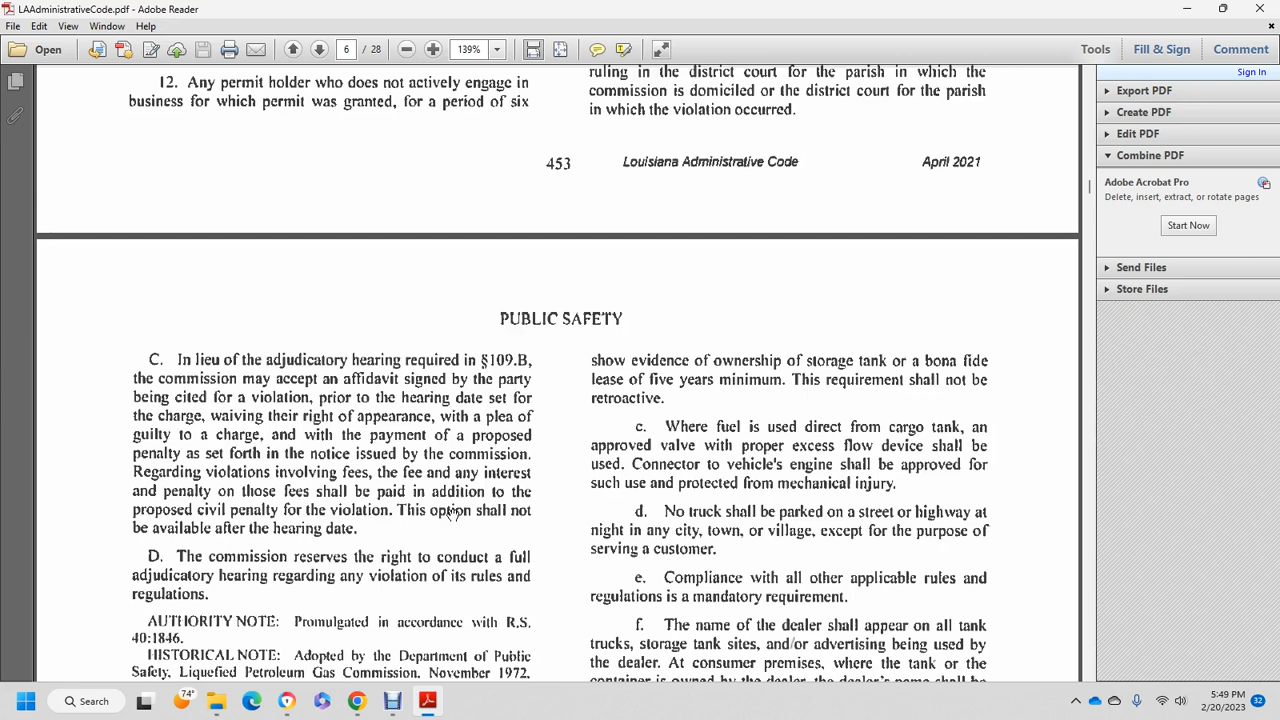 LAAdministrativeCode.pdf - Adobe Reader
File Edit View Window Help
Open 6 / 28 139% Tools Fill & Sign Comment
Sign In
Export PDF
Create PDF
Edit PDF
Combine PDF
Adobe Acrobat Pro
Delete, insert, extract, or rotate pages
Start Now
Send Files
Store Files
12. Any permit holder who does not actively engage in
business for which permit was granted, for a period of six
ruling in the district court for the parish in which the
commission is domiciled or the district court for the parish
in which the violation occurred.
453 Louisiana Administrative Code April 2021
PUBLIC SAFETY
C. In lieu of the adjudicatory hearing required in §109.B,
the commission may accept an affidavit signed by the party
being cited for a violation, prior to the hearing date set for
the charge, waiving their right of appearance, with a plea of
guilty to a charge, and with the payment of a proposed
penalty as set forth in the notice issued by the commission.
Regarding violations involving fees, the fee and any interest
and penalty on those fees shall be paid in addition to the
proposed civil penalty for the violation. This option shall not
be available after the hearing date.
D. The commission reserves the right to conduct a full
adjudicatory hearing regarding any violation of its rules and
regulations.
AUTHORITY NOTE: Promulgated in accordance with R.S.
40:1846.
HISTORICAL NOTE: Adopted by the Department of Public
Safety, Liquefied Petroleum Gas Commission, November 1972,
show evidence of ownership of storage tank or a bona fide
lease of five years minimum. This requirement shall not be
retroactive.
c. Where fuel is used direct from cargo tank, an
approved valve with proper excess flow device shall be
used. Connector to vehicle's engine shall be approved for
such use and protected from mechanical injury.
d. No truck shall be parked on a street or highway at
night in any city, town, or village, except for the purpose of
serving a customer.
e. Compliance with all other applicable rules and
regulations is a mandatory requirement.
f. The name of the dealer shall appear on all tank
trucks, storage tank sites, and/or advertising being used by
the dealer. At consumer premises, where the tank or the
container is owned by the dealer, the dealer's name shall be
Search
74°
5:49 PM
2/20/2023
32